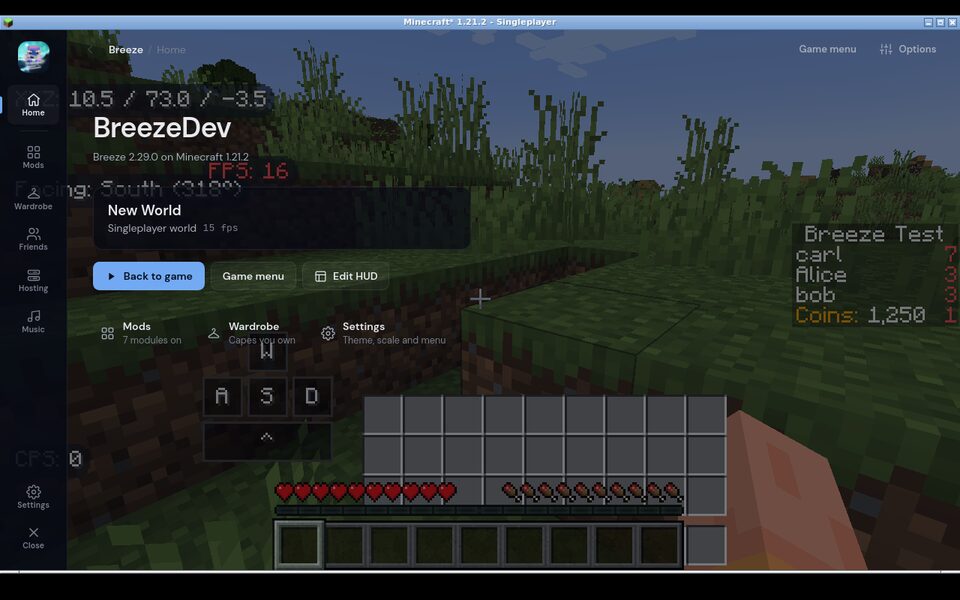 Minecraft* 1.21.2 - Singleplayer
Breeze / Home
Game menu
Options
10.5 / 73.0 / -3.5
Home
BreezeDev
Breeze 2.29.0 on Minecraft 1.21.2
FPS: 16
Mods
Facing: South (318°)
Wardrobe
New World
Singleplayer world 15 fps
Friends
Breeze Test
carl 7
Alice 3
bob 3
Coins: 1,250 1
Hosting
Back to game
Game menu
Edit HUD
Music
Mods
7 modules on
Wardrobe
Capes you own
Settings
Theme, scale and menu
W
A S D
^
CPS: 0
Settings
Close